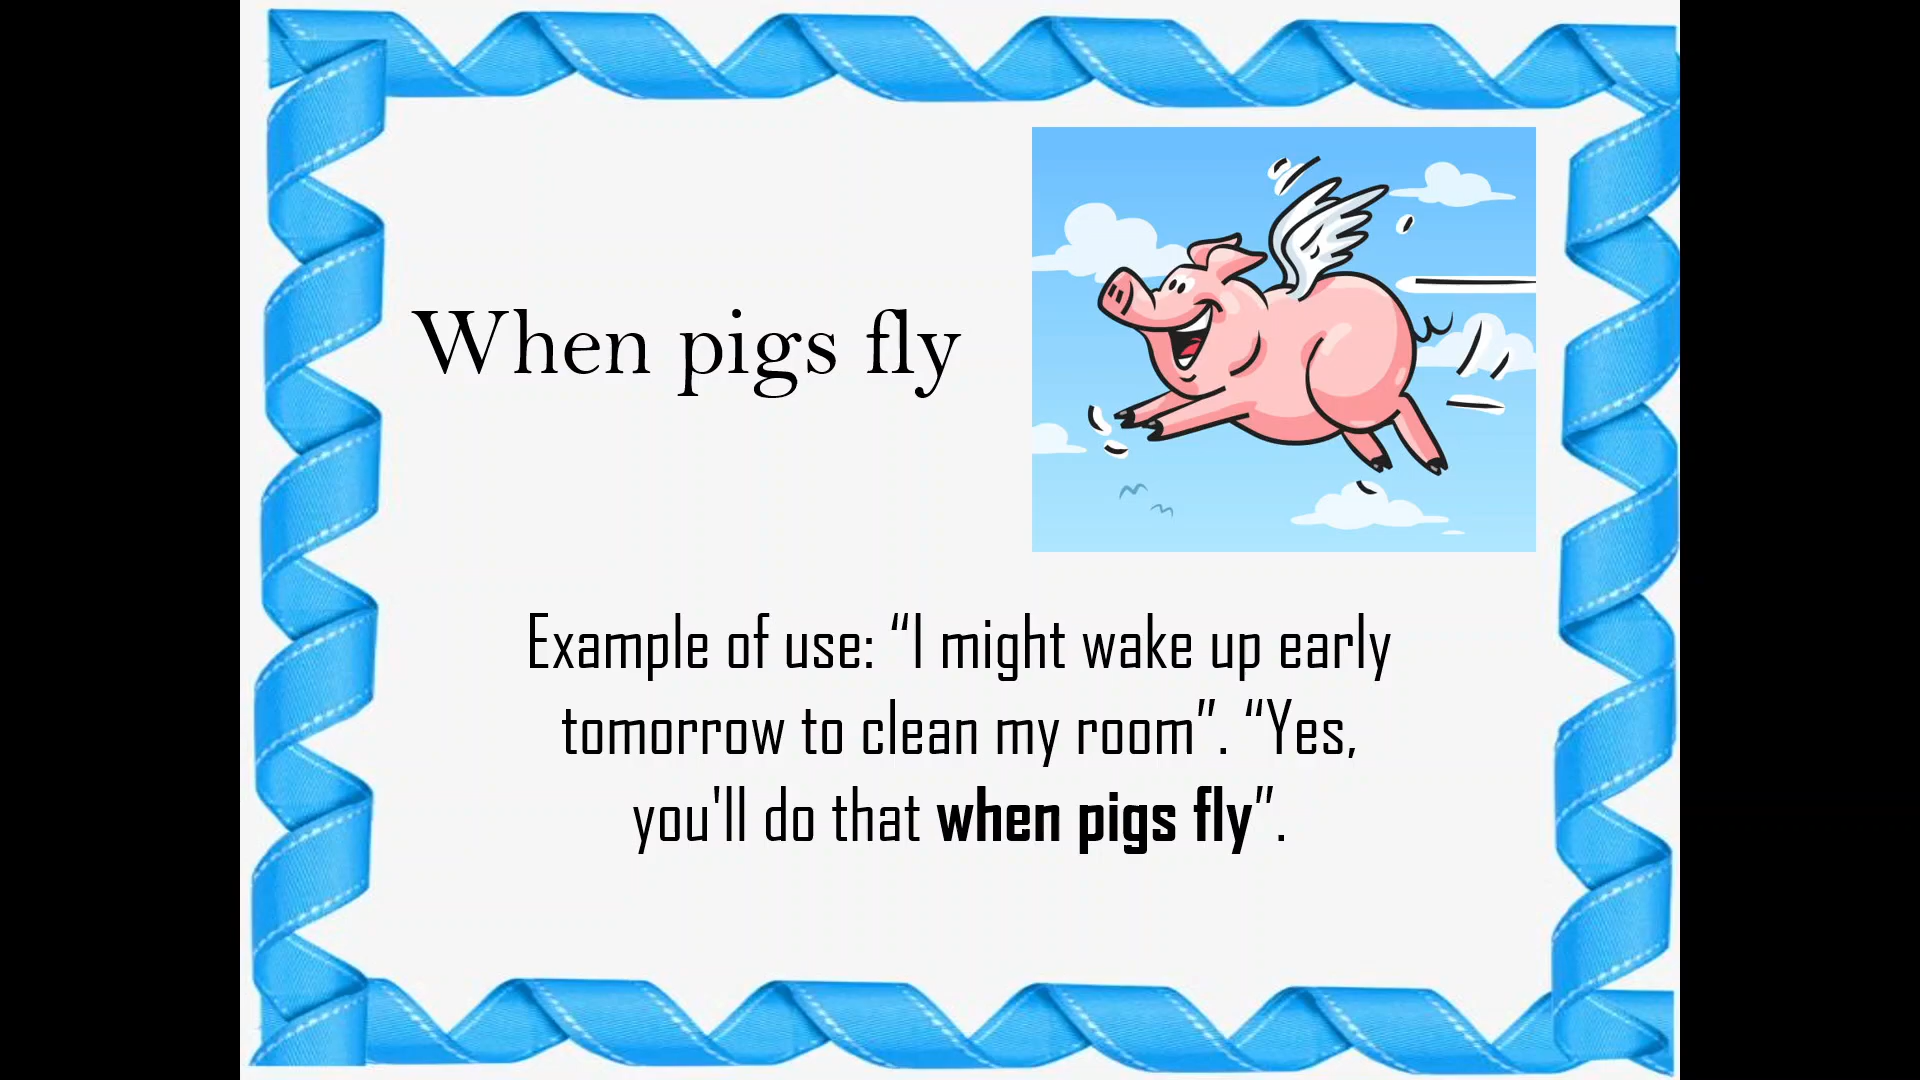 When pigs fly
Example of use: “I might wake up early
tomorrow to clean my room”. “Yes,
you'll do that when pigs fly”.